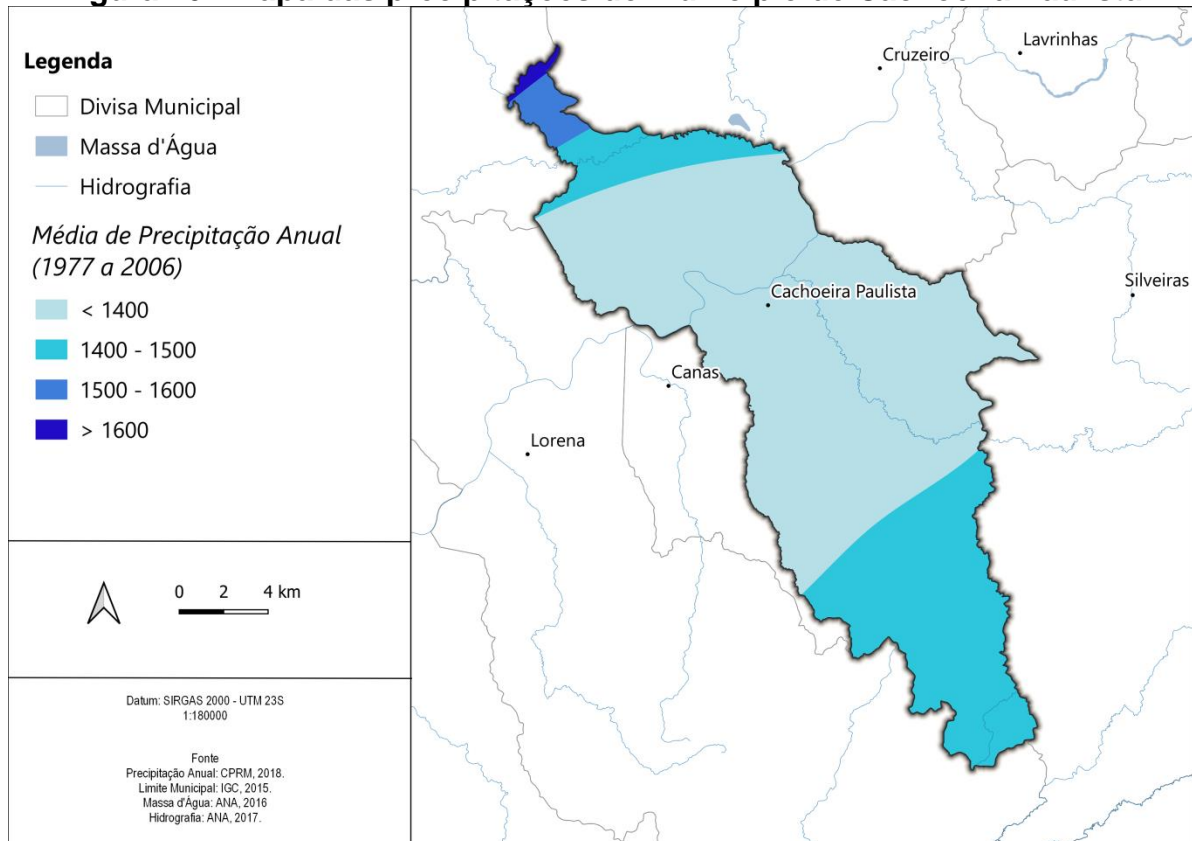 Legenda
Divisa Municipal
Massa d'Água
Hidrografia
Média de Precipitação Anual
(1977 a 2006)
< 1400
1400 - 1500
1500 - 1600
> 1600
0 2 4 km
Datum: SIRGAS 2000 - UTM 23S
1:180000
Fonte
Precipitação Anual: CPRM, 2018.
Limite Municipal: IGC, 2015.
Massa d'Água: ANA, 2016
Hidrografia: ANA, 2017.
Lavrinhas
Cruzeiro
Silveiras
Cachoeira Paulista
Canas
Lorena